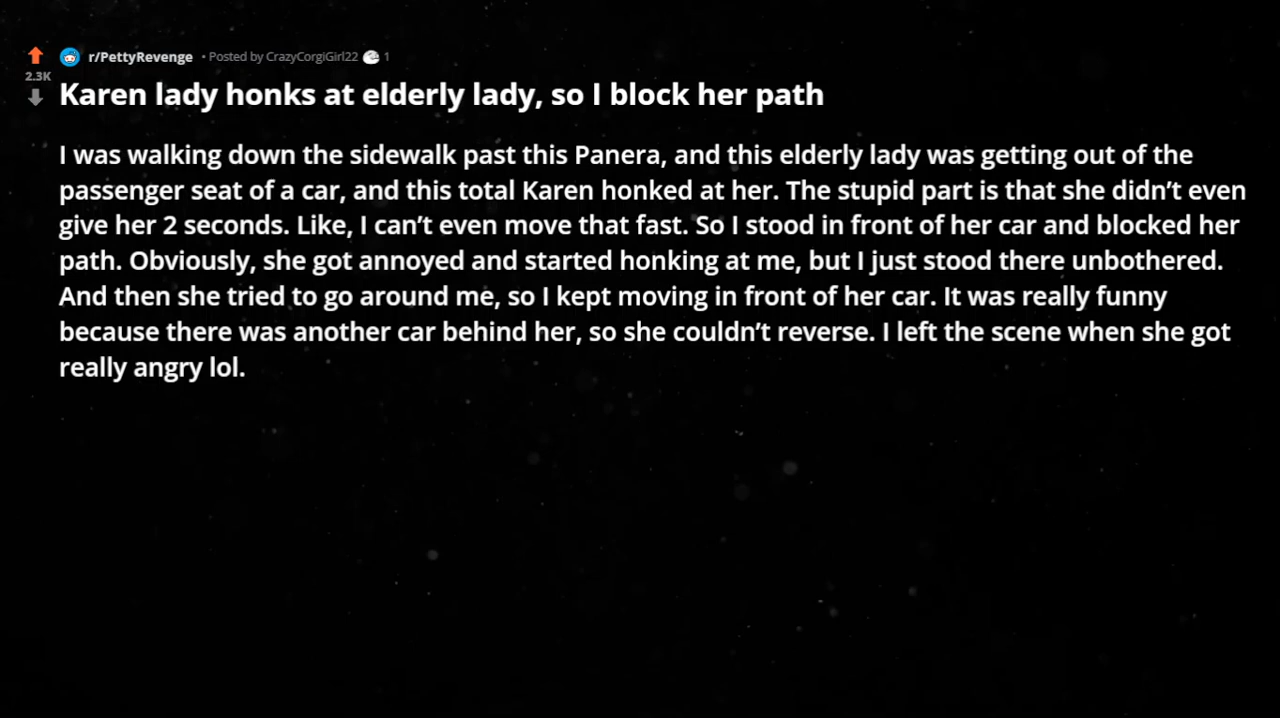 r/PettyRevenge • Posted by CrazyCorgiGirl22 1
2.3K
Karen lady honks at elderly lady, so I block her path
I was walking down the sidewalk past this Panera, and this elderly lady was getting out of the
passenger seat of a car, and this total Karen honked at her. The stupid part is that she didn’t even
give her 2 seconds. Like, I can’t even move that fast. So I stood in front of her car and blocked her
path. Obviously, she got annoyed and started honking at me, but I just stood there unbothered.
And then she tried to go around me, so I kept moving in front of her car. It was really funny
because there was another car behind her, so she couldn’t reverse. I left the scene when she got
really angry lol.